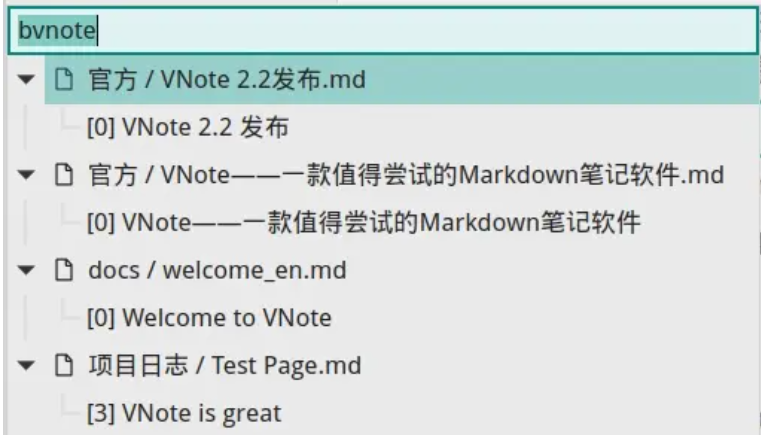 bvnote
官方 / VNote 2.2发布.md
[0] VNote 2.2 发布
官方 / VNote——一款值得尝试的Markdown笔记软件.md
[0] VNote——一款值得尝试的Markdown笔记软件
docs / welcome_en.md
[0] Welcome to VNote
项目日志 / Test Page.md
[3] VNote is great